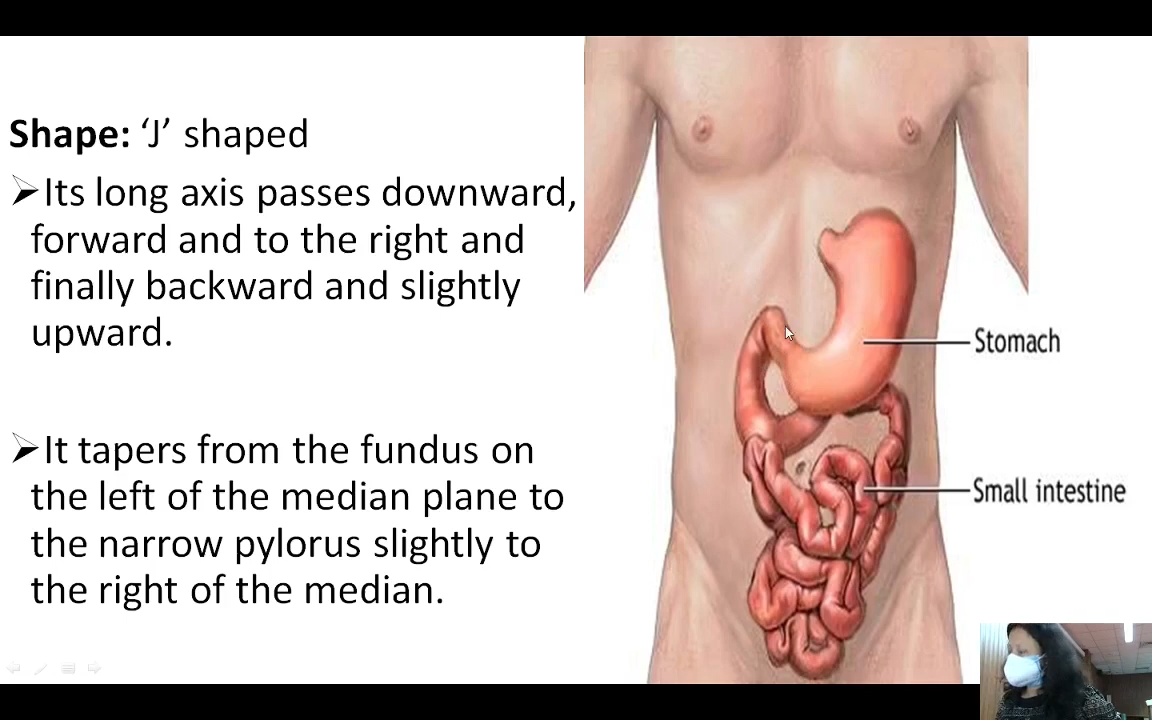 Shape: ‘J’ shaped
➢Its long axis passes downward,
forward and to the right and
finally backward and slightly
upward.
➢It tapers from the fundus on
the left of the median plane to
the narrow pylorus slightly to
the right of the median.
Stomach
Small intestine